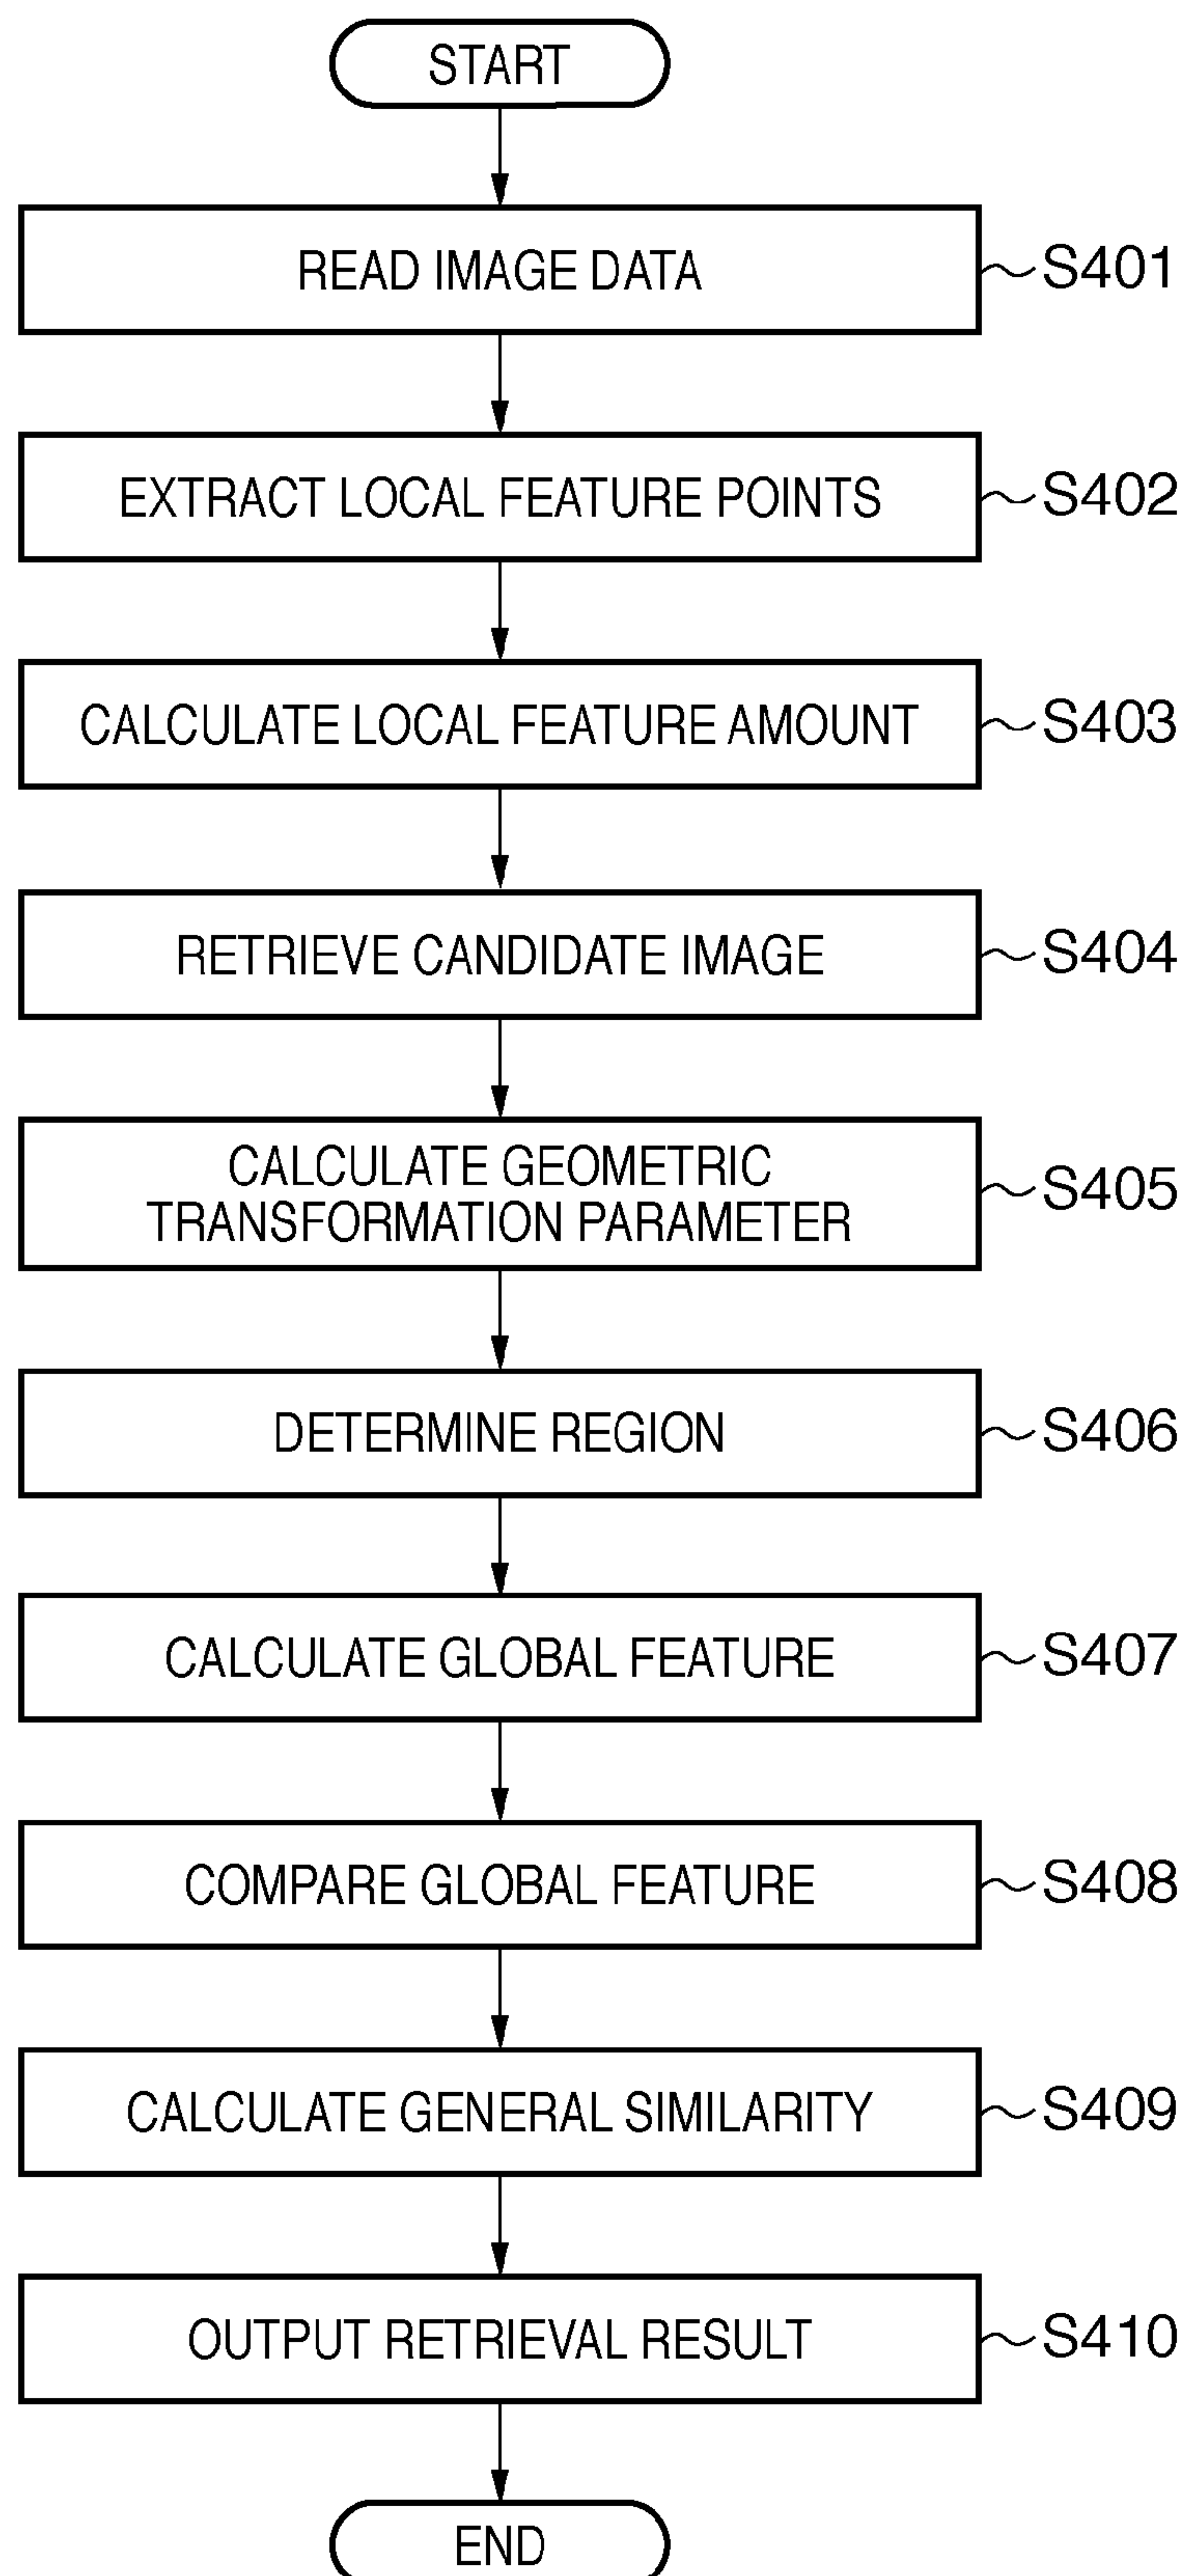 START
READ IMAGE DATA
S401
EXTRACT LOCAL FEATURE POINTS
S402
CALCULATE LOCAL FEATURE AMOUNT
S403
RETRIEVE CANDIDATE IMAGE
S404
CALCULATE GEOMETRIC
TRANSFORMATION PARAMETER
S405
DETERMINE REGION
S406
CALCULATE GLOBAL FEATURE
S407
COMPARE GLOBAL FEATURE
S408
CALCULATE GENERAL SIMILARITY
S409
OUTPUT RETRIEVAL RESULT
S410
END